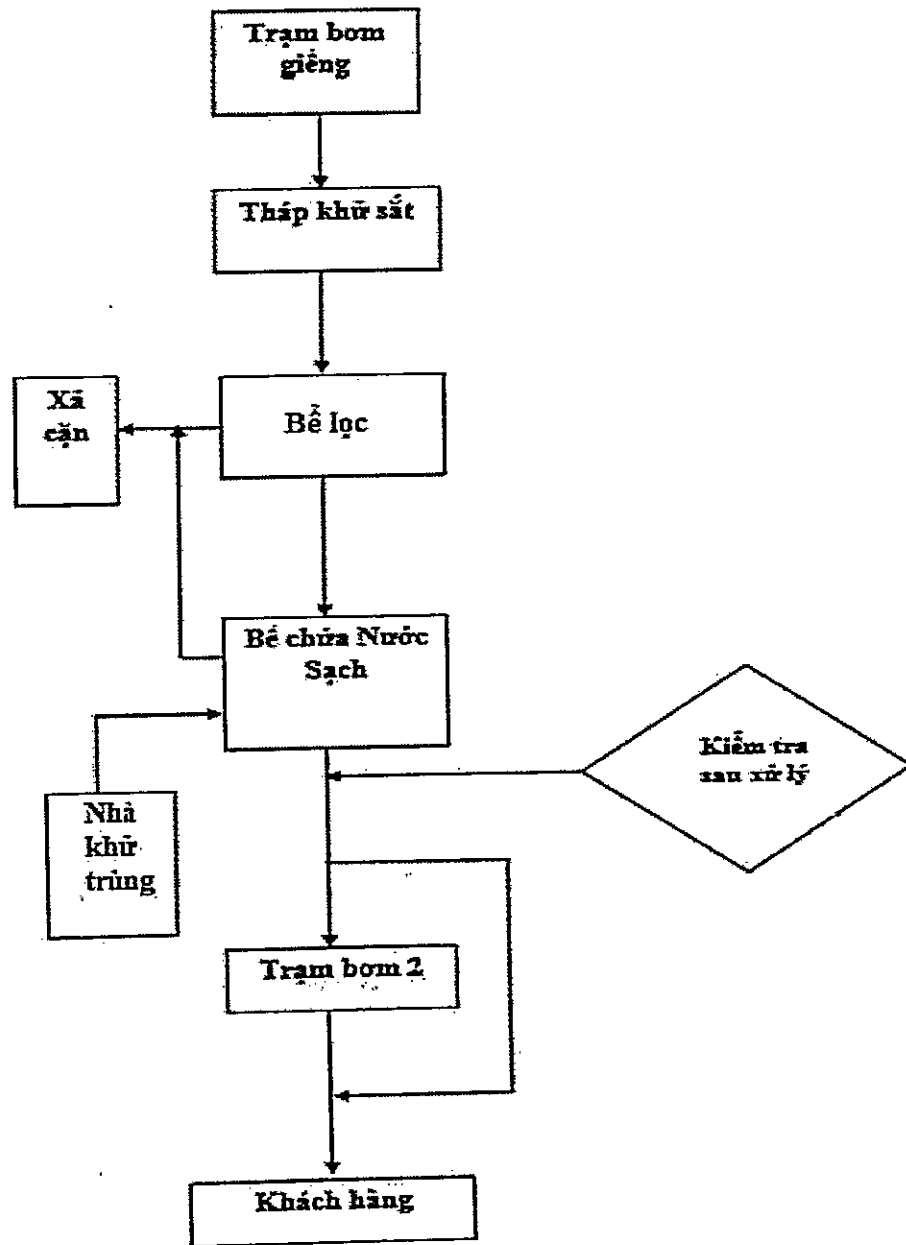 Trạm bơm
giếng
Tháp khử sắt
Xả
cặn
Bể lọc
Bể chứa Nước
Sạch
Kiểm tra
sau xử lý
Nhà
khử
trùng
Trạm bơm 2
Khách hàng